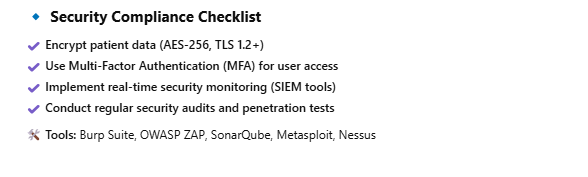 Security Compliance Checklist
Encrypt patient data (AES-256, TLS 1.2+)
Use Multi-Factor Authentication (MFA) for user access
Implement real-time security monitoring (SIEM tools)
Conduct regular security audits and penetration tests
Tools: Burp Suite, OWASP ZAP, SonarQube, Metasploit, Nessus